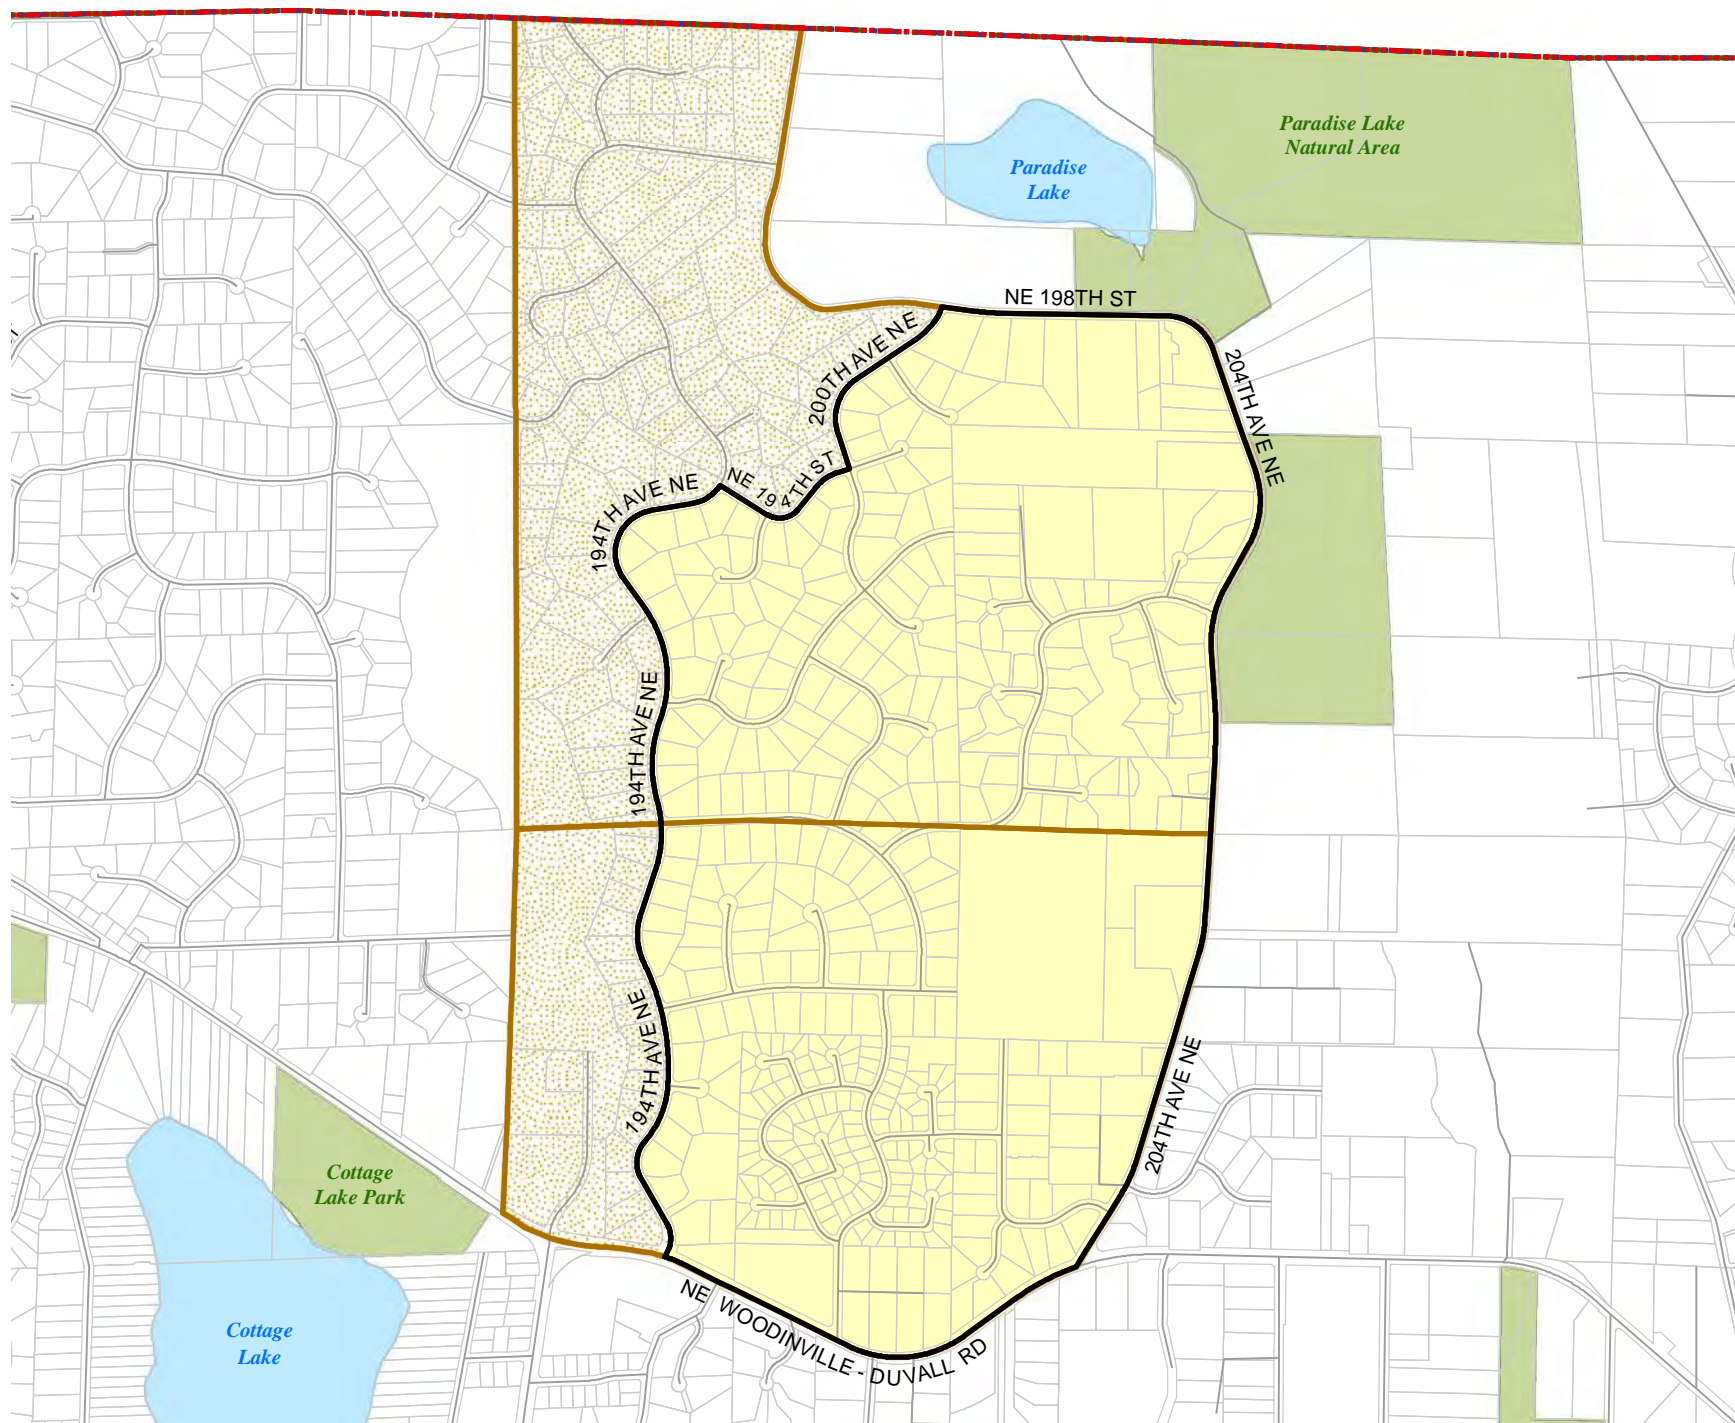 Paradise Lake
Natural Area
Paradise
Lake
NE 198TH ST
200TH AVE NE
204TH AVE NE
NE 194TH ST
194TH AVE NE
194TH AVE NE
194TH AVE NE
204TH AVE NE
Cottage
Lake Park
NE WOODINVILLE - DUVALL RD
Cottage
Lake